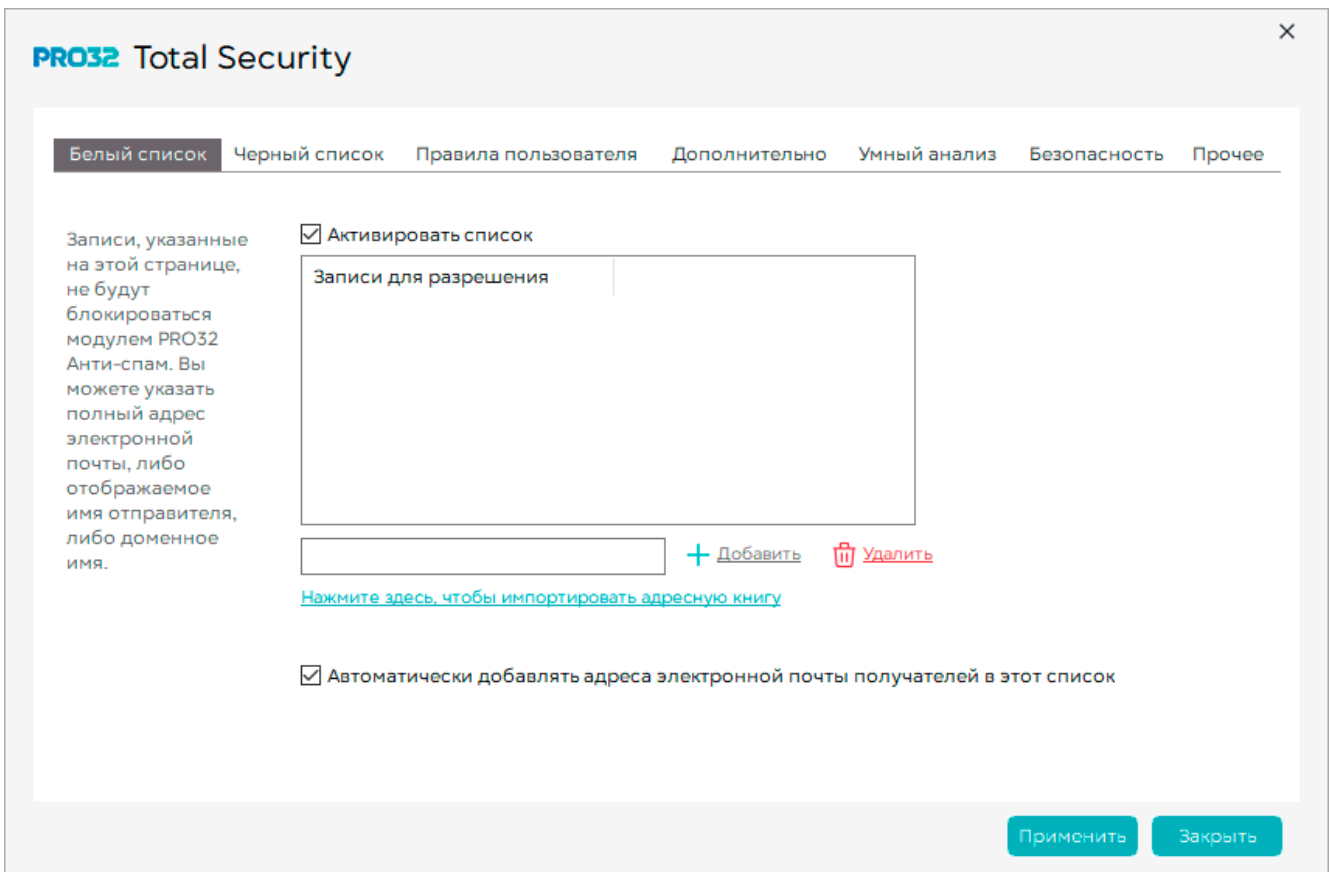 PRO32 Total Security
Белый список Черный список Правила пользователя Дополнительно Умный анализ Безопасность Прочее
Записи, указанные
на этой странице,
не будут
блокироваться
модулем PRO32
Анти-спам. Вы
можете указать
полный адрес
электронной
почты, либо
отображаемое
имя отправителя,
либо доменное
имя.
Активировать список
Записи для разрешения
Добавить Удалить
Нажмите здесь, чтобы импортировать адресную книгу
Автоматически добавлять адреса электронной почты получателей в этот список
Применить Закрыть